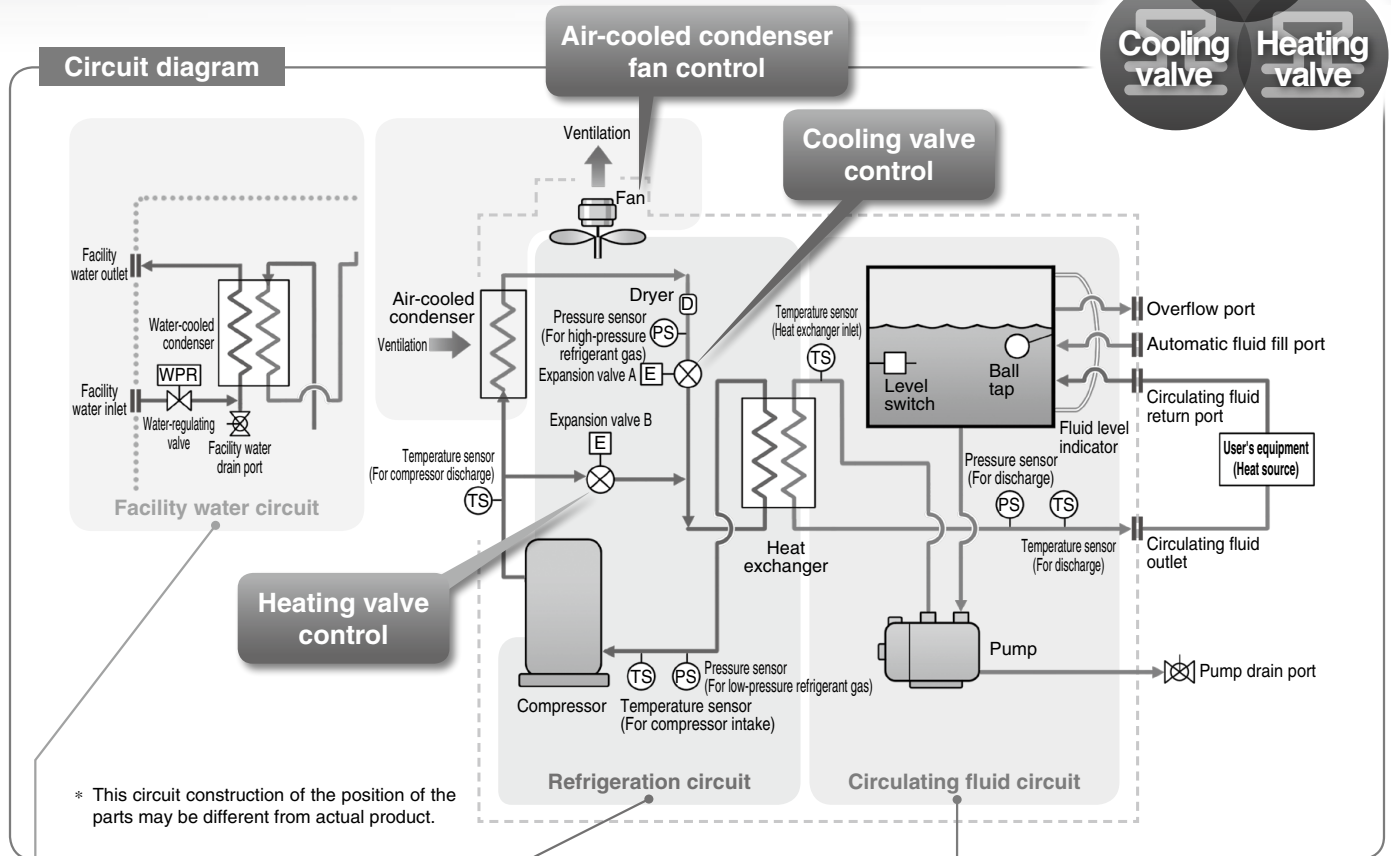 Cooling
valve
Heating
valve
Circuit diagram
Air-cooled condenser
fan control
Cooling valve
control
Ventilation
Fan
Facility
water outlet
Water-cooled
condenser
WPR
Facility
water inlet
Water-regulating
valve
Facility water
drain port
Facility water circuit
Air-cooled
condenser
Ventilation
Dryer
D
Pressure sensor
(For high-pressure
refrigerant gas)
PS
Expansion valve A
E
Expansion valve B
E
Temperature sensor
(For compressor discharge)
TS
Temperature sensor
(Heat exchanger inlet)
TS
Level
switch
Ball
tap
Fluid level
indicator
Overflow port
Automatic fluid fill port
Circulating fluid
return port
User's equipment
(Heat source)
Pressure sensor
(For discharge)
PS
TS
Temperature sensor
(For discharge)
Circulating fluid
outlet
Heat
exchanger
Heating valve
control
Compressor
TS
Temperature sensor
(For compressor intake)
PS
Pressure sensor
(For low-pressure refrigerant gas)
Pump
Pump drain port
Refrigeration circuit
Circulating fluid circuit
* This circuit construction of the position of the
parts may be different from actual product.